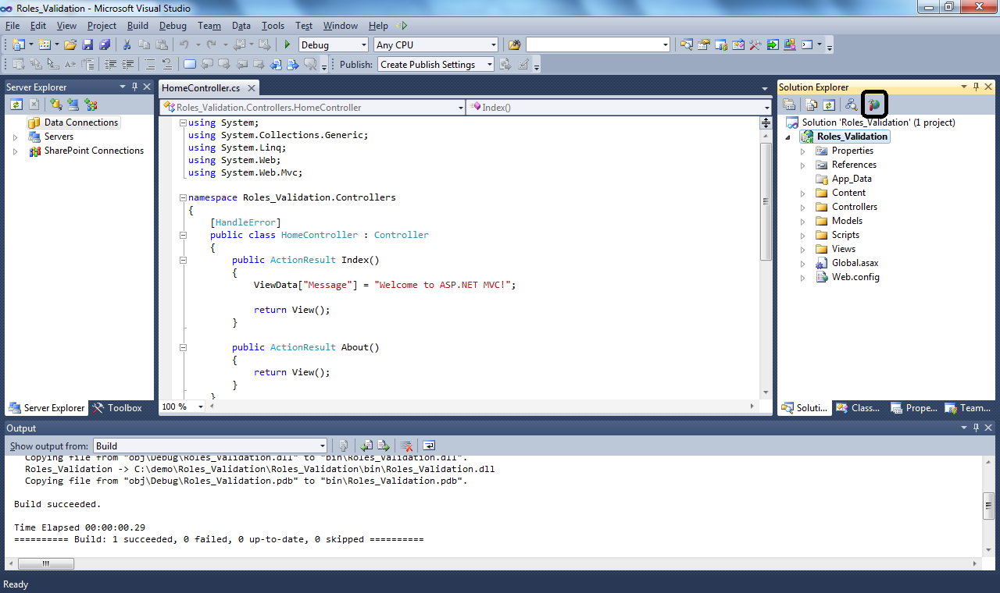 Roles_Validation - Microsoft Visual Studio
File Edit View Project Build Debug Team Data Tools Test Window Help
Debug Any CPU
Publish: Create Publish Settings
Server Explorer
Data Connections
Servers
SharePoint Connections
Server Explorer Toolbox
HomeController.cs
Roles_Validation.Controllers.HomeController Index()
using System;
using System.Collections.Generic;
using System.Linq;
using System.Web;
using System.Web.Mvc;
namespace Roles_Validation.Controllers
{
[HandleError]
public class HomeController : Controller
{
public ActionResult Index()
{
ViewData["Message"] = "Welcome to ASP.NET MVC!";
return View();
}
public ActionResult About()
{
return View();
}
}
100 %
Solution Explorer
Solution 'Roles_Validation' (1 project)
Roles_Validation
Properties
References
App_Data
Content
Controllers
Models
Scripts
Views
Global.asax
Web.config
Soluti... Class... Prope... Team...
Output
Show output from: Build
Copying file from "obj\Debug\Roles_Validation.dll" to "bin\Roles_Validation.dll".
Roles_Validation -> C:\demo\Roles_Validation\Roles_Validation\bin\Roles_Validation.dll
Copying file from "obj\Debug\Roles_Validation.pdb" to "bin\Roles_Validation.pdb".
Build succeeded.
Time Elapsed 00:00:00.29
========== Build: 1 succeeded, 0 failed, 0 up-to-date, 0 skipped ==========
Ready